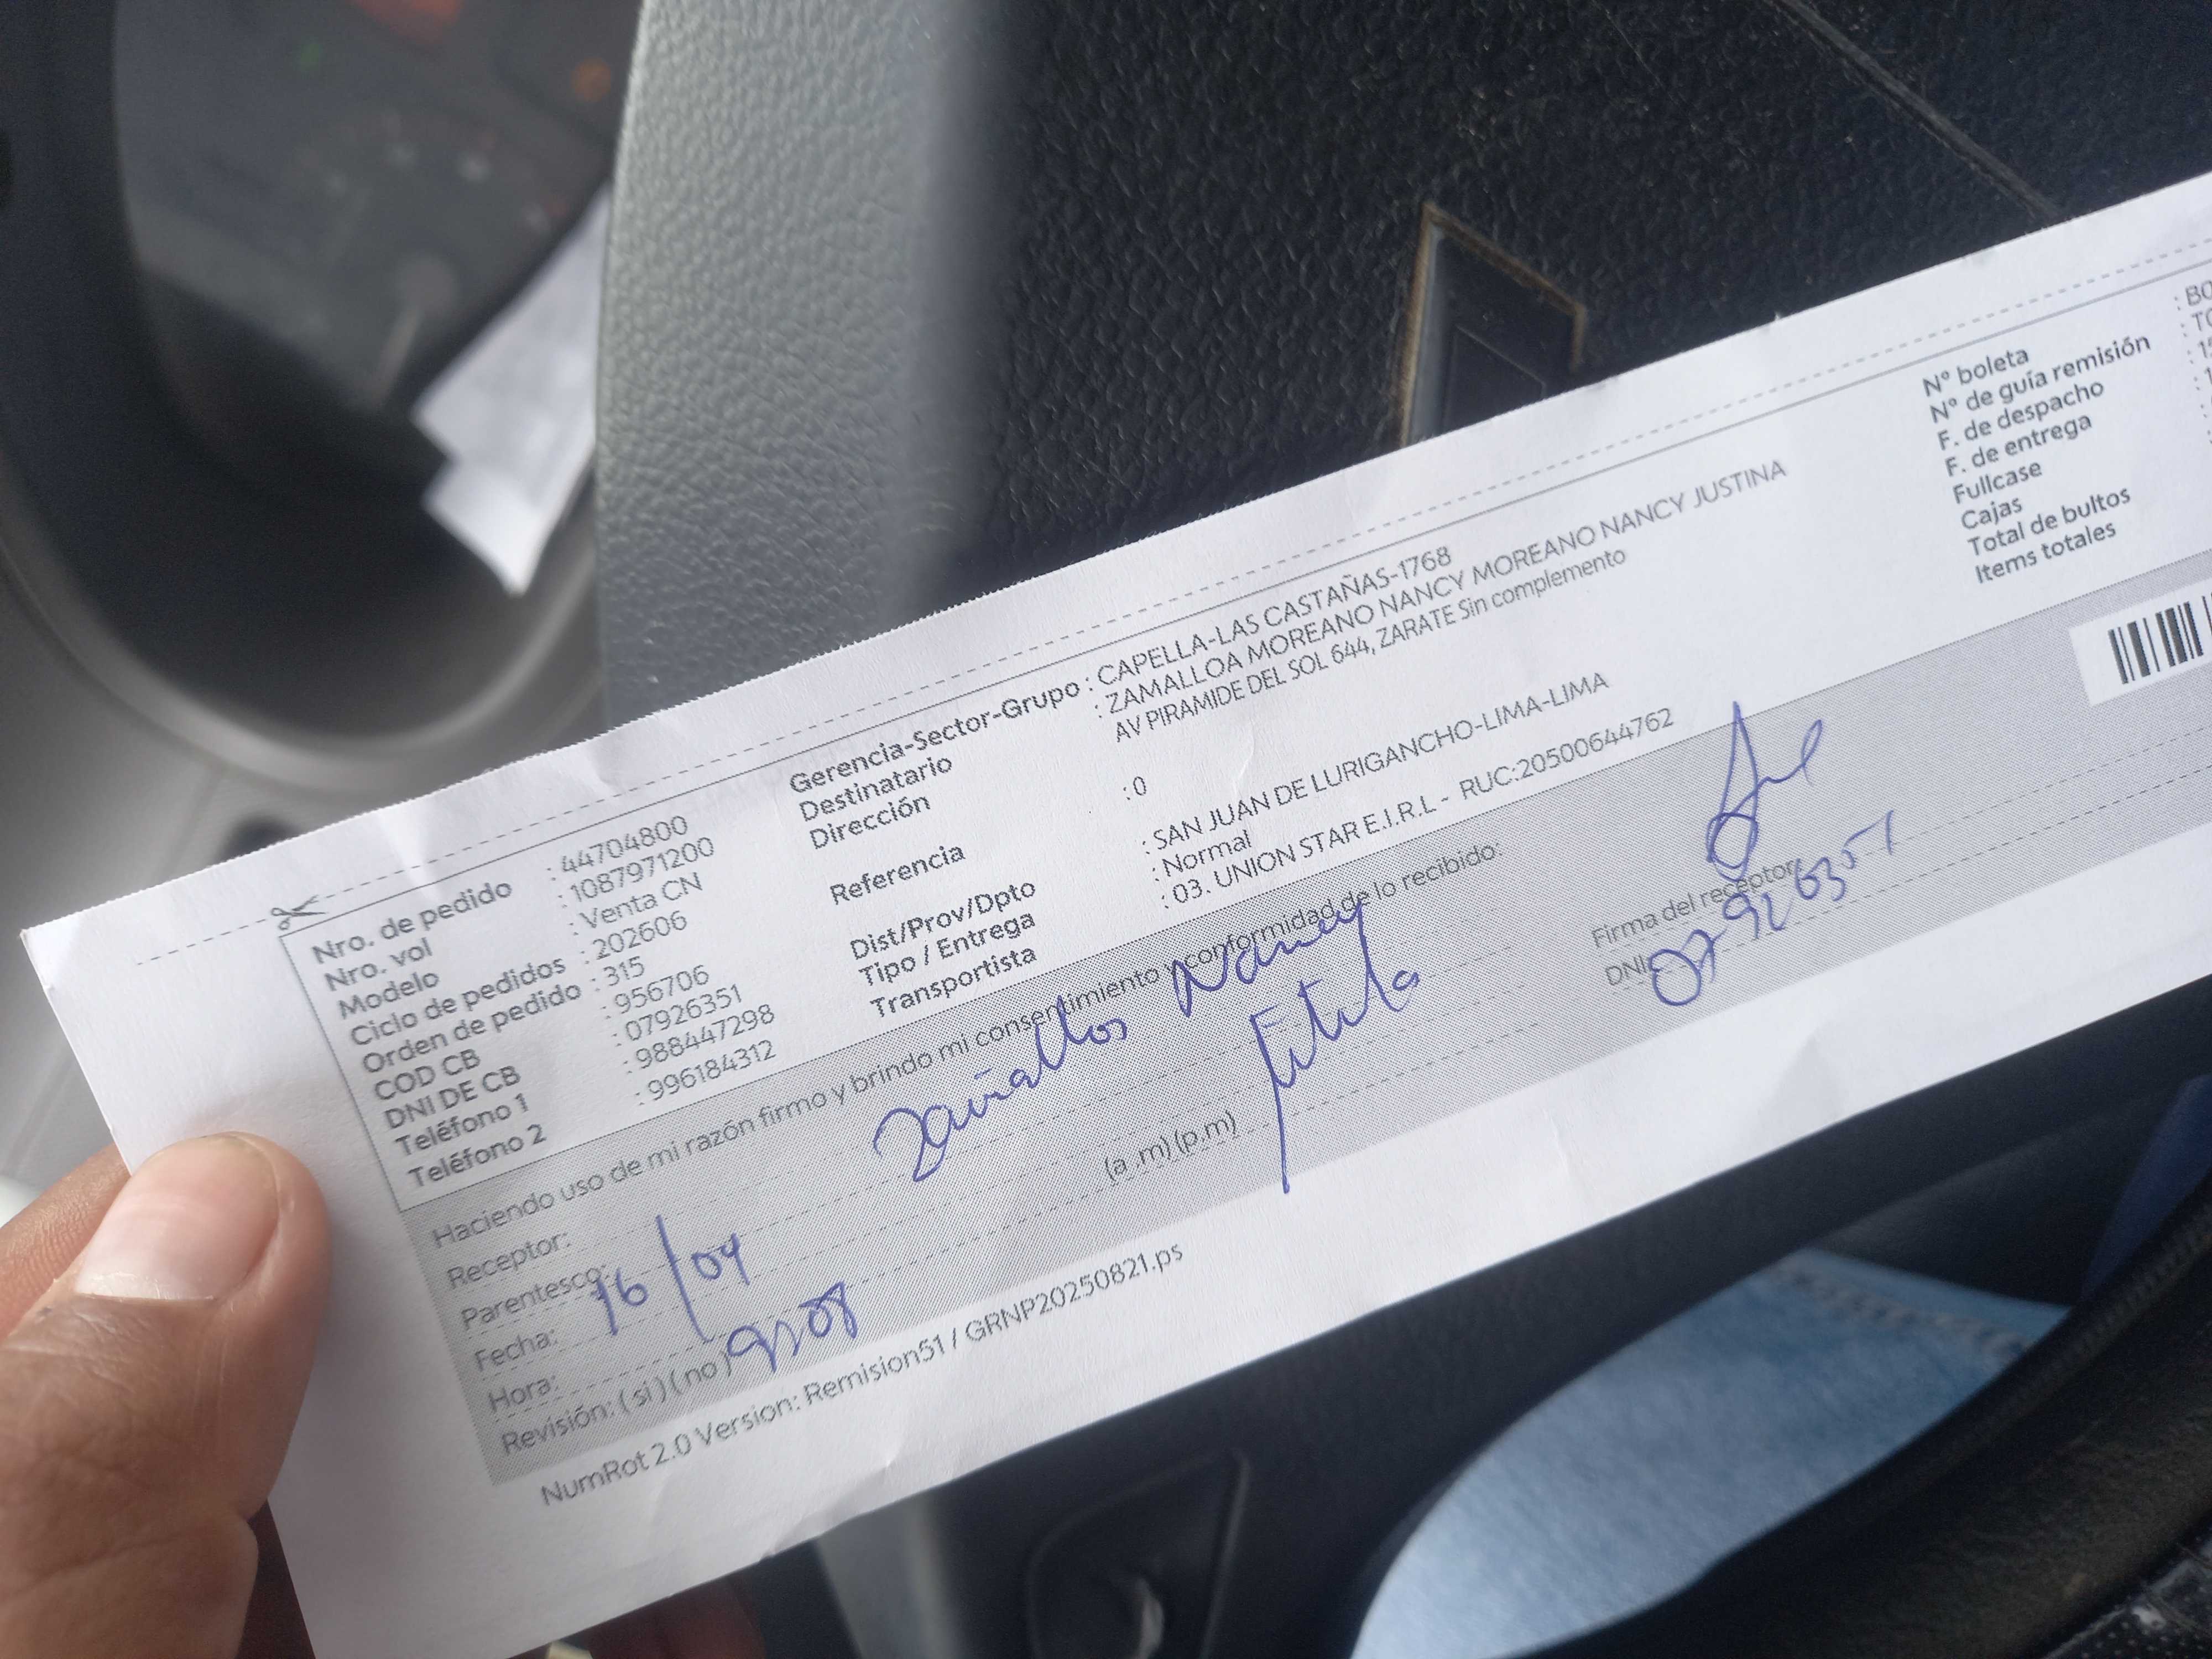 Nro. de pedido : 44704800
Nro. vol : 1087971200
Modelo : Venta CN
Ciclo de pedidos : 202606
Orden de pedido : 315
COD CB : 956706
DNI DE CB : 07926351
Teléfono 1 : 988447298
Teléfono 2 : 996184312
Gerencia-Sector-Grupo : CAPELLA-LAS CASTAÑAS-1768
Destinatario : ZAMALLOA MOREANO NANCY MOREANO NANCY JUSTINA
Dirección AV PIRAMIDE DEL SOL 644, ZARATE Sin complemento
Referencia : 0
Dist/Prov/Dpto : SAN JUAN DE LURIGANCHO-LIMA-LIMA
Tipo / Entrega : Normal
Transportista : 03. UNION STAR E.I.R.L - RUC:20500644762
N° boleta : BO
N° de guía remisión : TO
F. de despacho : 15
F. de entrega
Fullcase
Cajas
Total de bultos
Items totales
Haciendo uso de mi razón firmo y brindo mi consentimiento y conformidad de lo recibido:
Receptor: Nancy
Parentesco:
Fecha: 16/04
Hora: (a .m) (p.m)
Revisión: ( si ) ( no )
Firma del receptor:
DNI: 07926351
NumRot 2.0 Version: Remision51 / GRNP20250821.ps